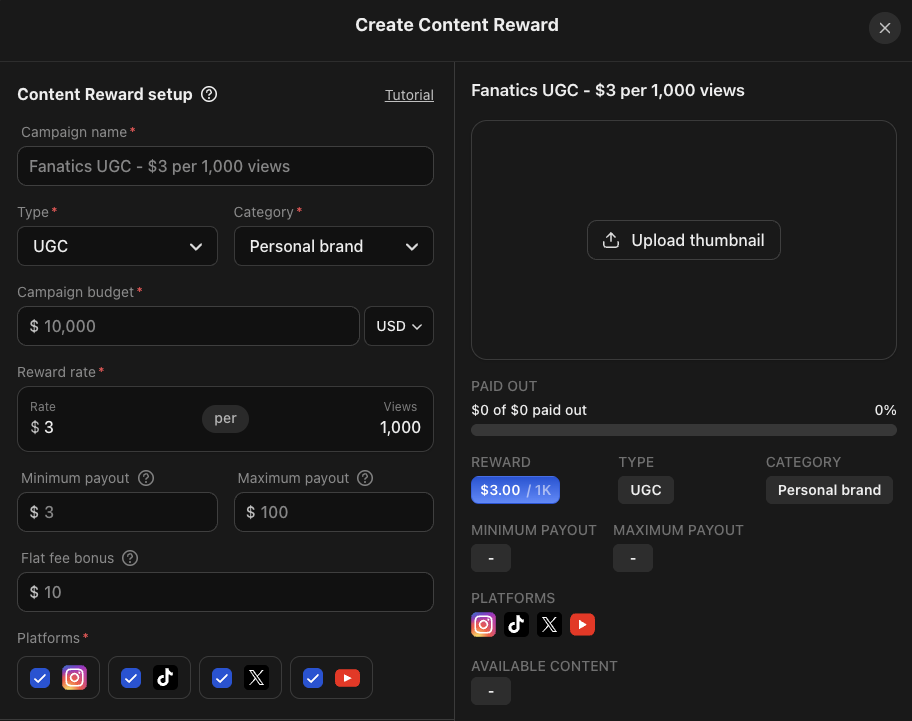 Create Content Reward
Content Reward setup
Tutorial
Campaign name*
Fanatics UGC - $3 per 1,000 views
Type*
Category*
UGC
Personal brand
Campaign budget*
$ 10,000
USD
Reward rate*
Rate
$ 3
per
Views
1,000
Minimum payout
Maximum payout
$ 3
$ 100
Flat fee bonus
$ 10
Platforms*
Fanatics UGC - $3 per 1,000 views
Upload thumbnail
PAID OUT
$0 of $0 paid out
0%
REWARD
TYPE
CATEGORY
$3.00 / 1K
UGC
Personal brand
MINIMUM PAYOUT
MAXIMUM PAYOUT
-
-
PLATFORMS
AVAILABLE CONTENT
-